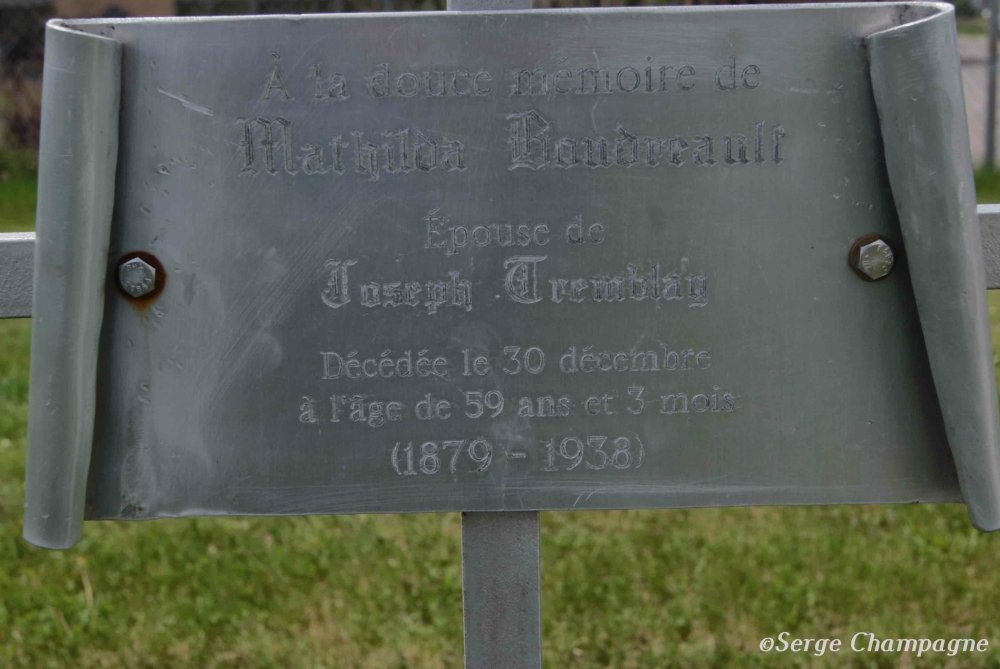 À la douce mémoire de
Mathilda Boudreault
Épouse de
Joseph Tremblay
Décédée le 30 décembre
à l'âge de 59 ans et 3 mois
(1879 - 1938)
©Serge Champagne